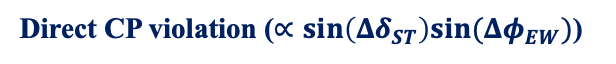 Direct CP violation (∝ sin(Δδ_ST)sin(Δϕ_EW))